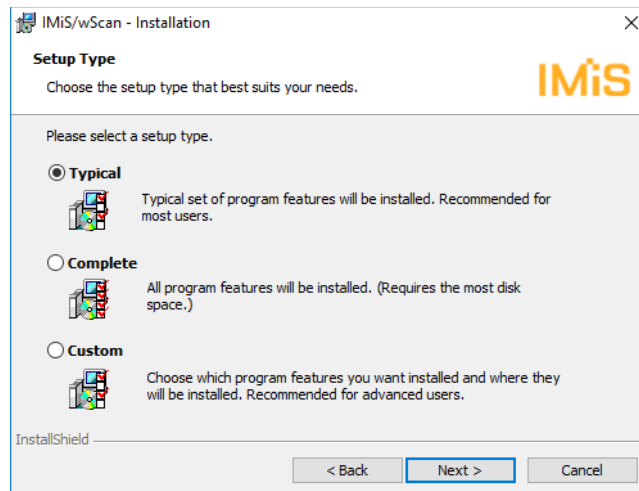 IMiS/wScan - Installation
Setup Type
Choose the setup type that best suits your needs.
IMiS
Please select a setup type.
Typical
Typical set of program features will be installed. Recommended for
most users.
Complete
All program features will be installed. (Requires the most disk
space.)
Custom
Choose which program features you want installed and where they
will be installed. Recommended for advanced users.
InstallShield
< Back
Next >
Cancel